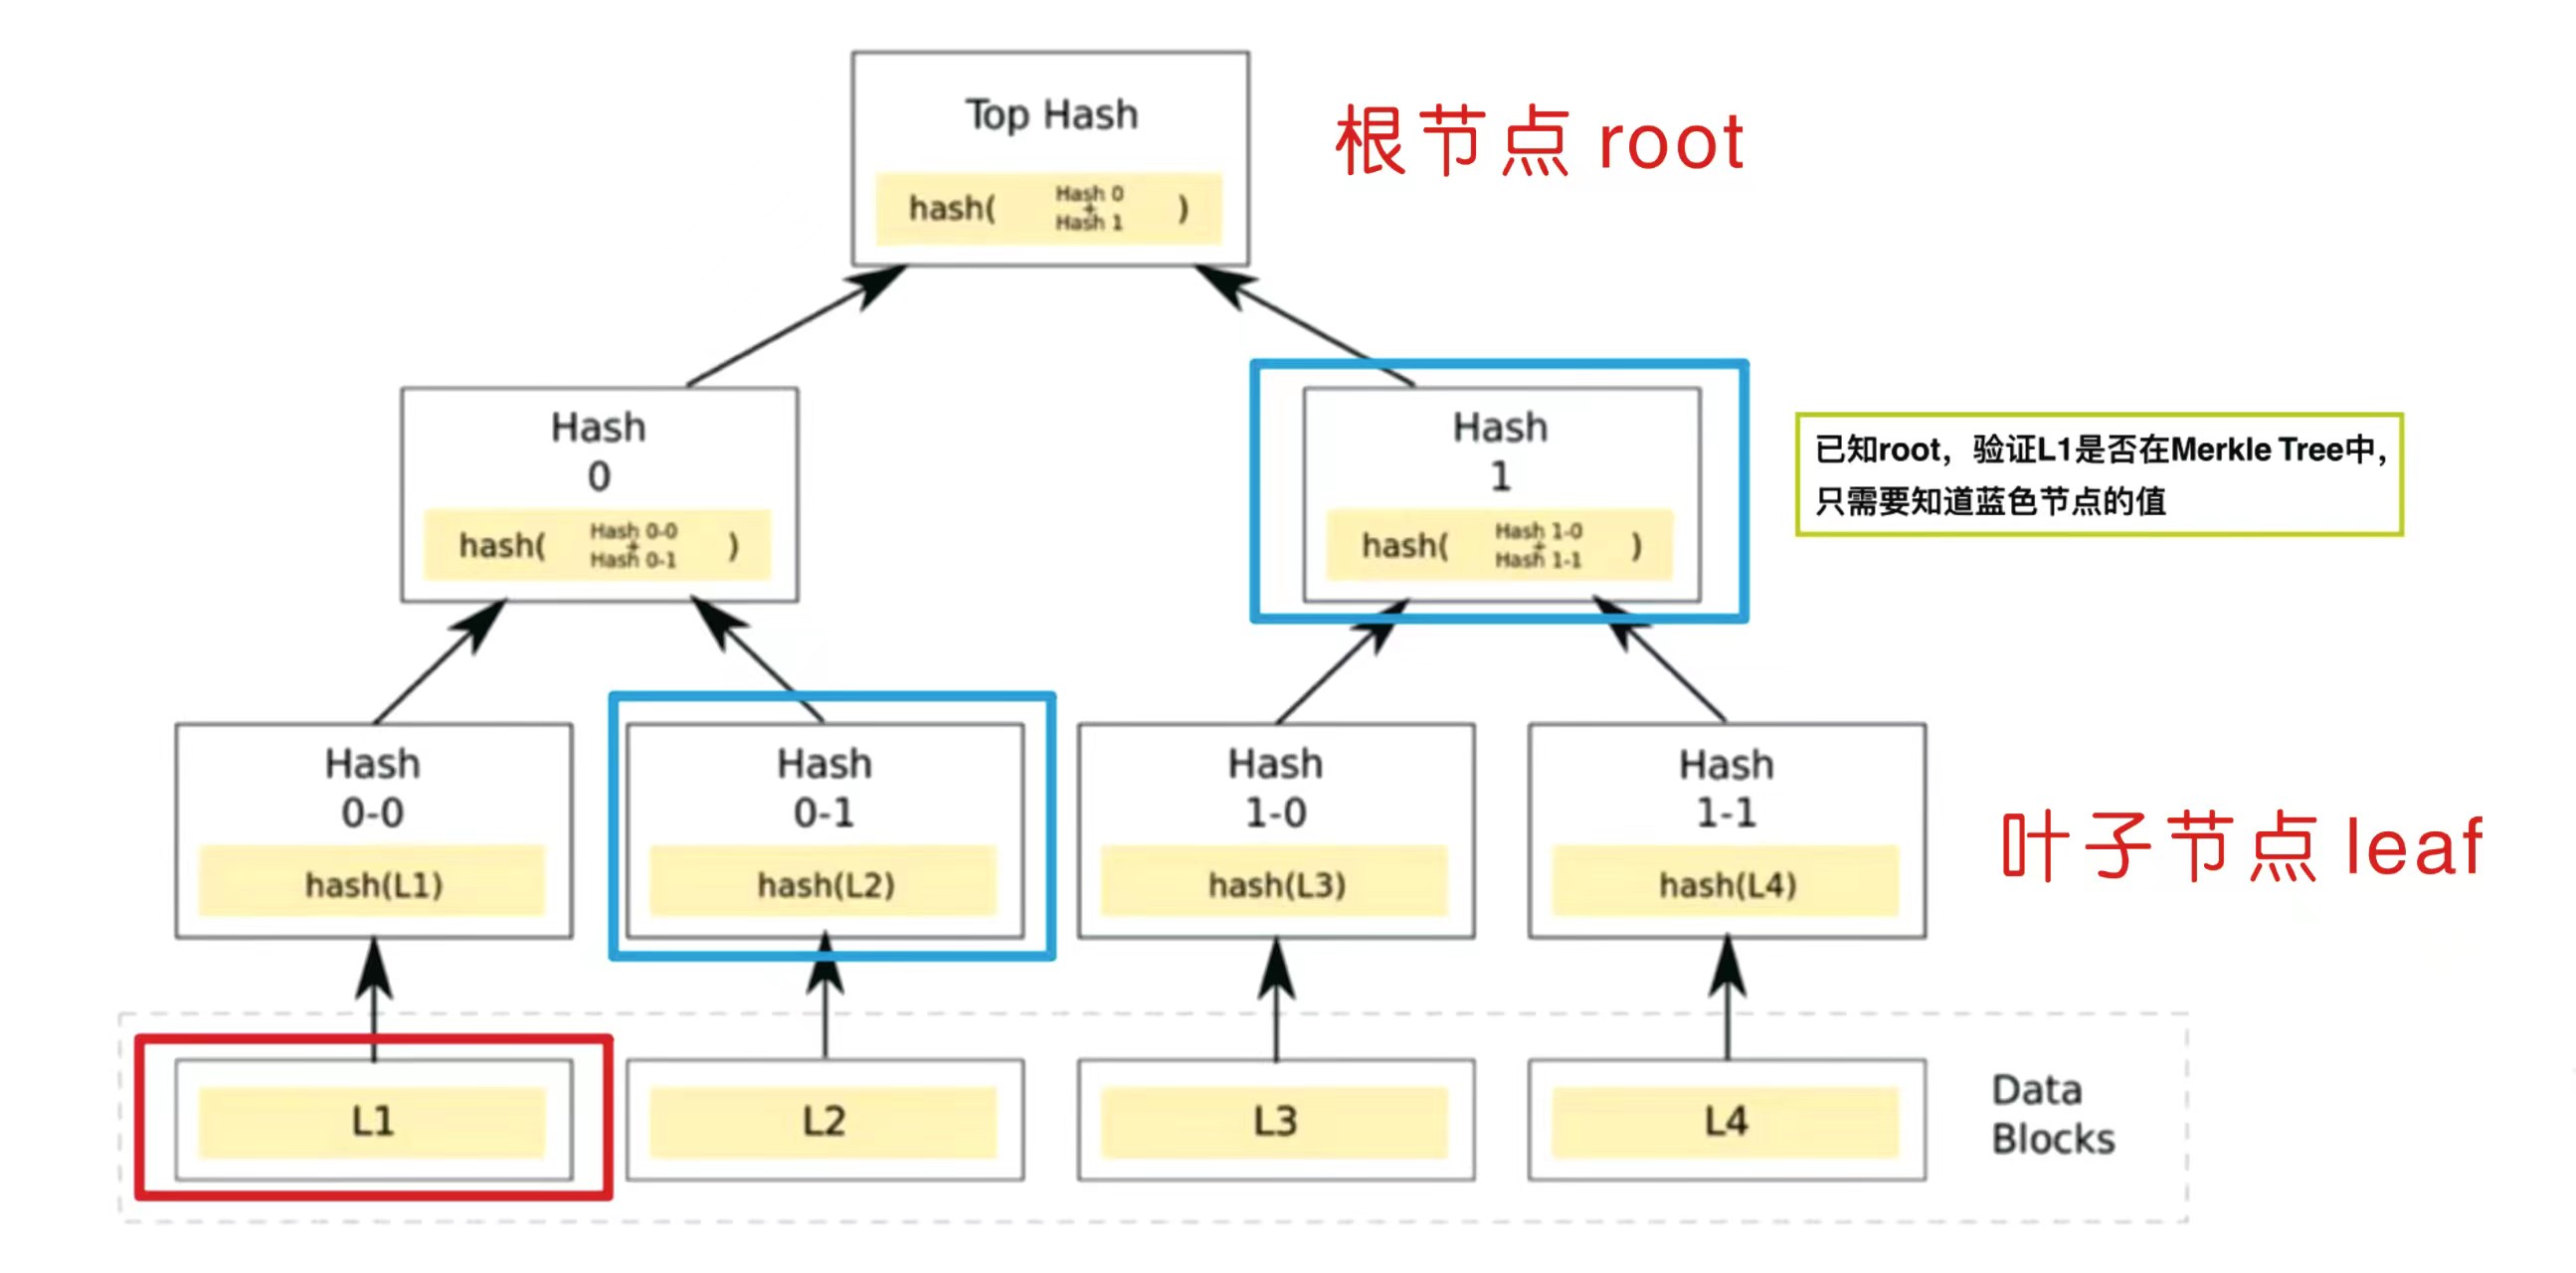 Top Hash
hash( Hash 0 + Hash 1 )
根节点 root
Hash
0
hash( Hash 0-0 + Hash 0-1 )
Hash
1
hash( Hash 1-0 + Hash 1-1 )
已知root，验证L1是否在Merkle Tree中，
只需要知道蓝色节点的值
Hash
0-0
hash(L1)
Hash
0-1
hash(L2)
Hash
1-0
hash(L3)
Hash
1-1
hash(L4)
叶子节点 leaf
L1
L2
L3
L4
Data
Blocks